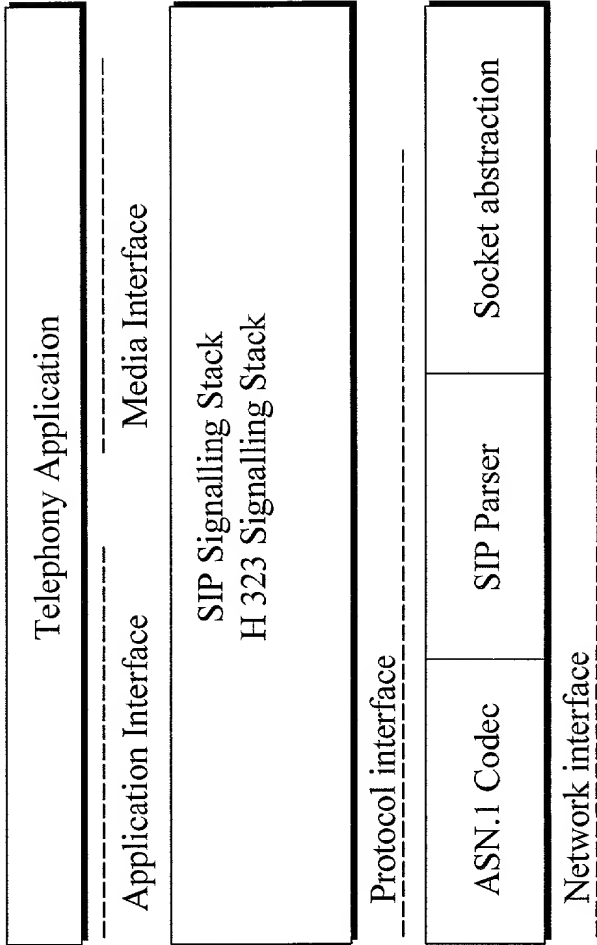 Telephony Application
Application Interface
Media Interface
SIP Signalling Stack
H 323 Signalling Stack
Protocol interface
ASN.1 Codec
SIP Parser
Socket abstraction
Network interface